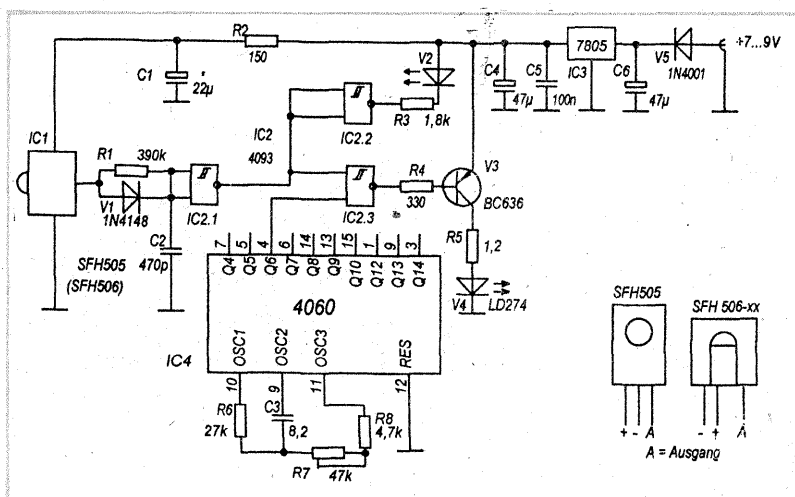 R2
150
C1
22µ
V2
R3
1,8k
IC2
4093
IC2.2
C4
47µ
C5
100n
7805
IC3
C6
47µ
V5
1N4001
+7...9V
IC1
R1
390k
V1
1N4148
IC2.1
C2
470p
SFH505
(SFH506)
IC2.3
R4
330
V3
BC636
R5
1,2
V4
LD274
7 5 4 6 14 13 15 1 9 3
Q4 Q5 Q6 Q7 Q8 Q9 Q10 Q12 Q13 Q14
4060
IC4
OSC1 OSC2 OSC3 RES
10 9 11 12
R6
27k
C3
8,2
R8
4,7k
R7
47k
SFH505
SFH 506-xx
+ - A
- + A
A = Ausgang